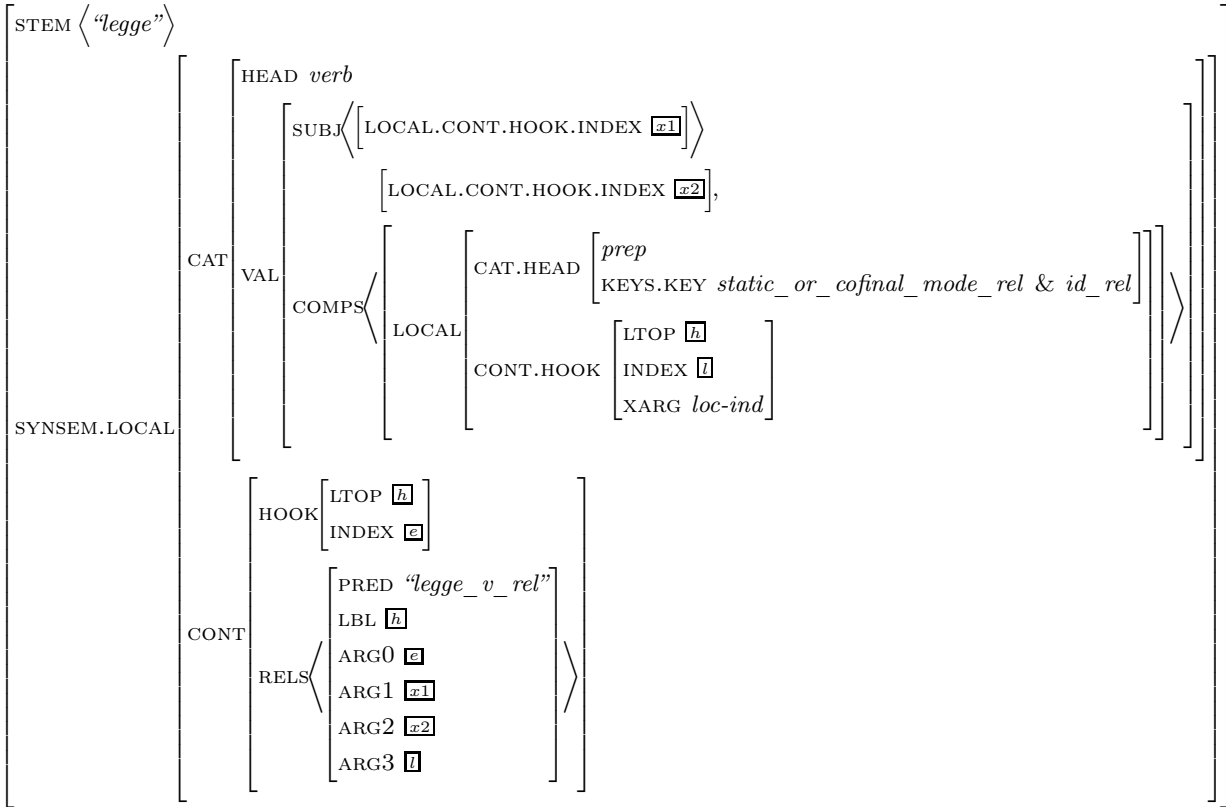 STEM ⟨“legge”⟩
HEAD verb
SUBJ⟨[LOCAL.CONT.HOOK.INDEX x1]⟩
[LOCAL.CONT.HOOK.INDEX x2],
prep
CAT.HEAD
CAT VAL
KEYS.KEY static_or_cofinal_mode_rel & id_rel
COMPS⟨
LOCAL
LTOP h
CONT.HOOK INDEX l
XARG loc-ind
SYNSEM.LOCAL
LTOP h
HOOK
INDEX e
PRED “legge_v_rel”
LBL h
CONT
ARG0 e
RELS⟨
ARG1 x1
ARG2 x2
ARG3 l